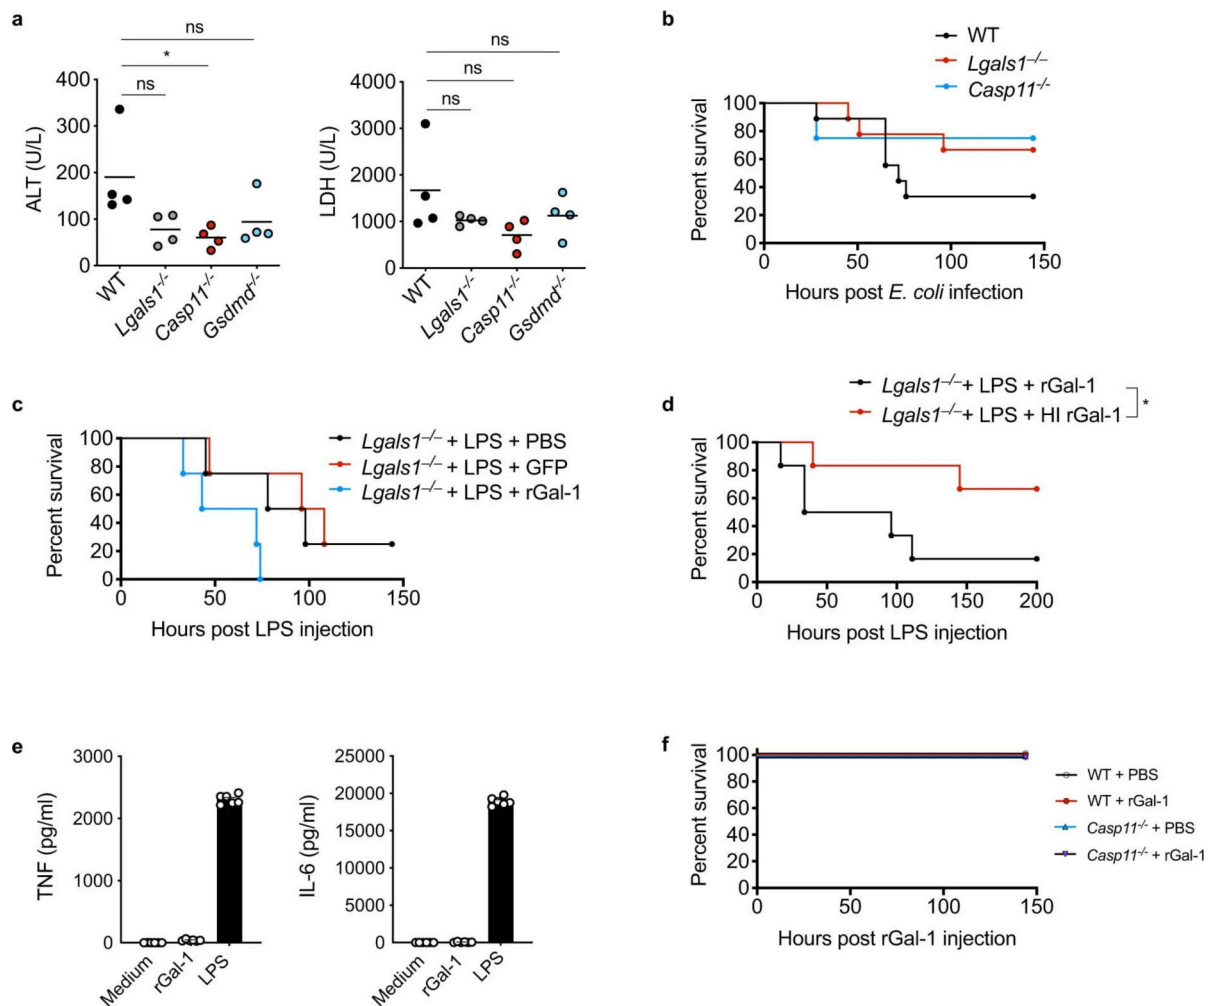 a
ns
*
ns
400
300
200
100
0
ALT (U/L)
WT
Lgals1-/-
Casp11-/-
Gsdmd-/-
ns
ns
ns
4000
3000
2000
1000
0
LDH (U/L)
WT
Lgals1-/-
Casp11-/-
Gsdmd-/-
b
WT
Lgals1–/–
Casp11-/-
100
80
60
40
20
0
Percent survival
0 50 100 150
Hours post E. coli infection
c
Lgals1–/– + LPS + PBS
Lgals1–/– + LPS + GFP
Lgals1–/– + LPS + rGal-1
100
80
60
40
20
0
Percent survival
0 50 100 150
Hours post LPS injection
d
Lgals1–/–+ LPS + rGal-1
Lgals1–/–+ LPS + HI rGal-1
*
100
80
60
40
20
0
Percent survival
0 50 100 150 200
Hours post LPS injection
e
3000
2000
1000
0
TNF (pg/ml)
Medium
rGal-1
LPS
25000
20000
15000
10000
5000
0
IL-6 (pg/ml)
Medium
rGal-1
LPS
f
100
80
60
40
20
0
Percent survival
0 50 100 150
Hours post rGal-1 injection
WT + PBS
WT + rGal-1
Casp11-/- + PBS
Casp11-/- + rGal-1